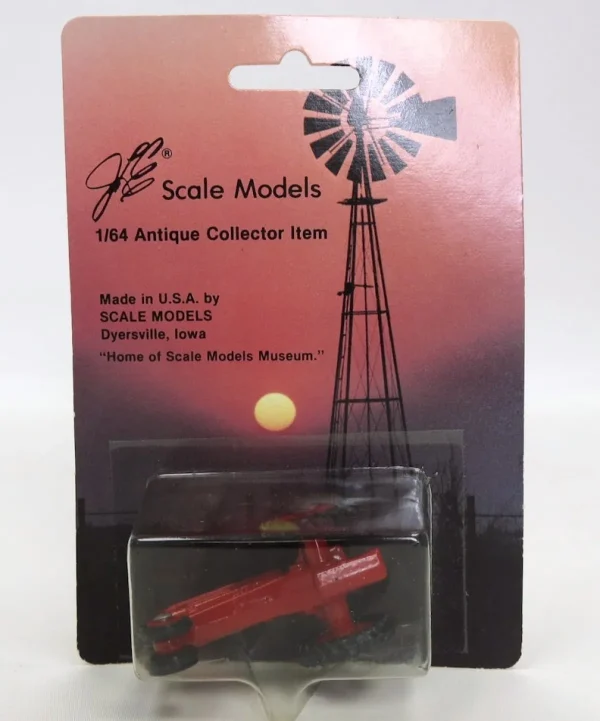 JE®
Scale Models
1/64 Antique Collector Item
Made in U.S.A. by
SCALE MODELS
Dyersville, Iowa
"Home of Scale Models Museum."